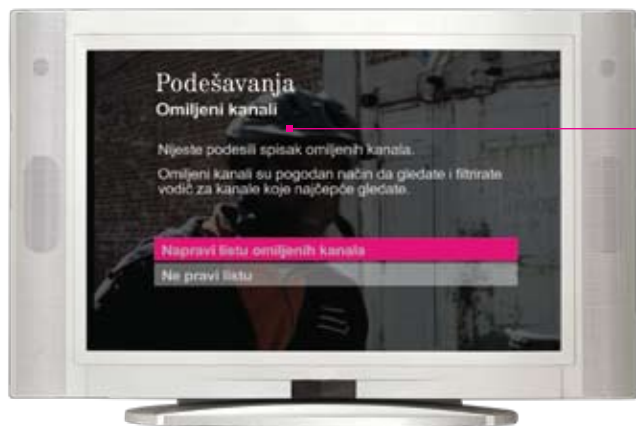 Podešavanja
Omiljeni kanali
Nijeste podesili spisak omiljenih kanala.
Omiljeni kanali su pogodan način da gledate i filtrirate
vodič za kanale koje najčepće gledate.
Napravi listu omiljenih kanala
Ne pravi listu